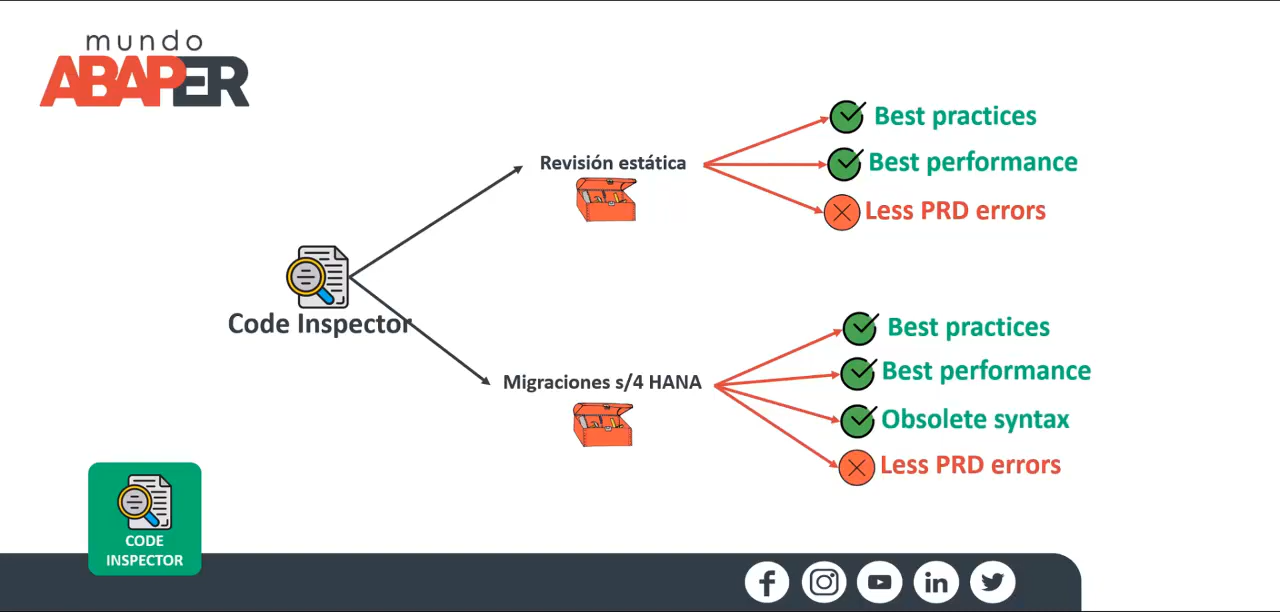 mundo
ABAPER
Revisión estática
Best practices
Best performance
Less PRD errors
Code Inspector
Migraciones s/4 HANA
Best practices
Best performance
Obsolete syntax
Less PRD errors
CODE
INSPECTOR